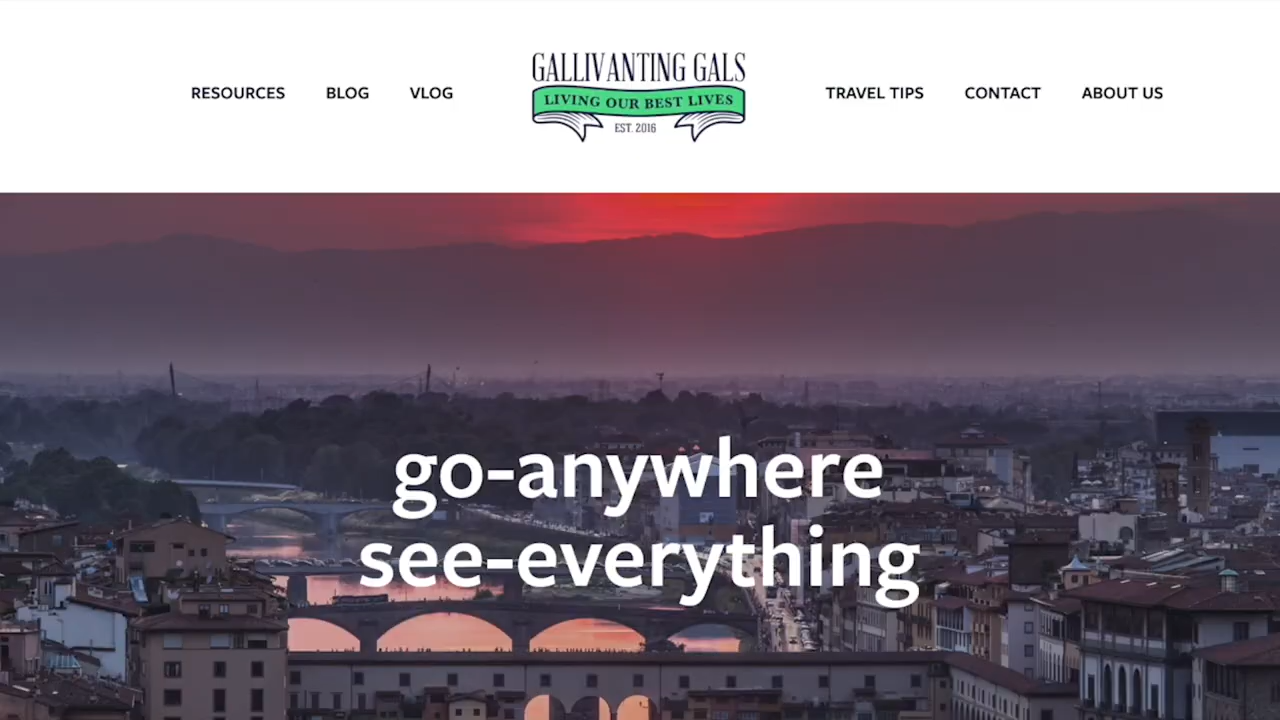 RESOURCES BLOG VLOG
GALLIVANTING GALS
LIVING OUR BEST LIVES
EST. 2016
TRAVEL TIPS CONTACT ABOUT US
go-anywhere
see-everything